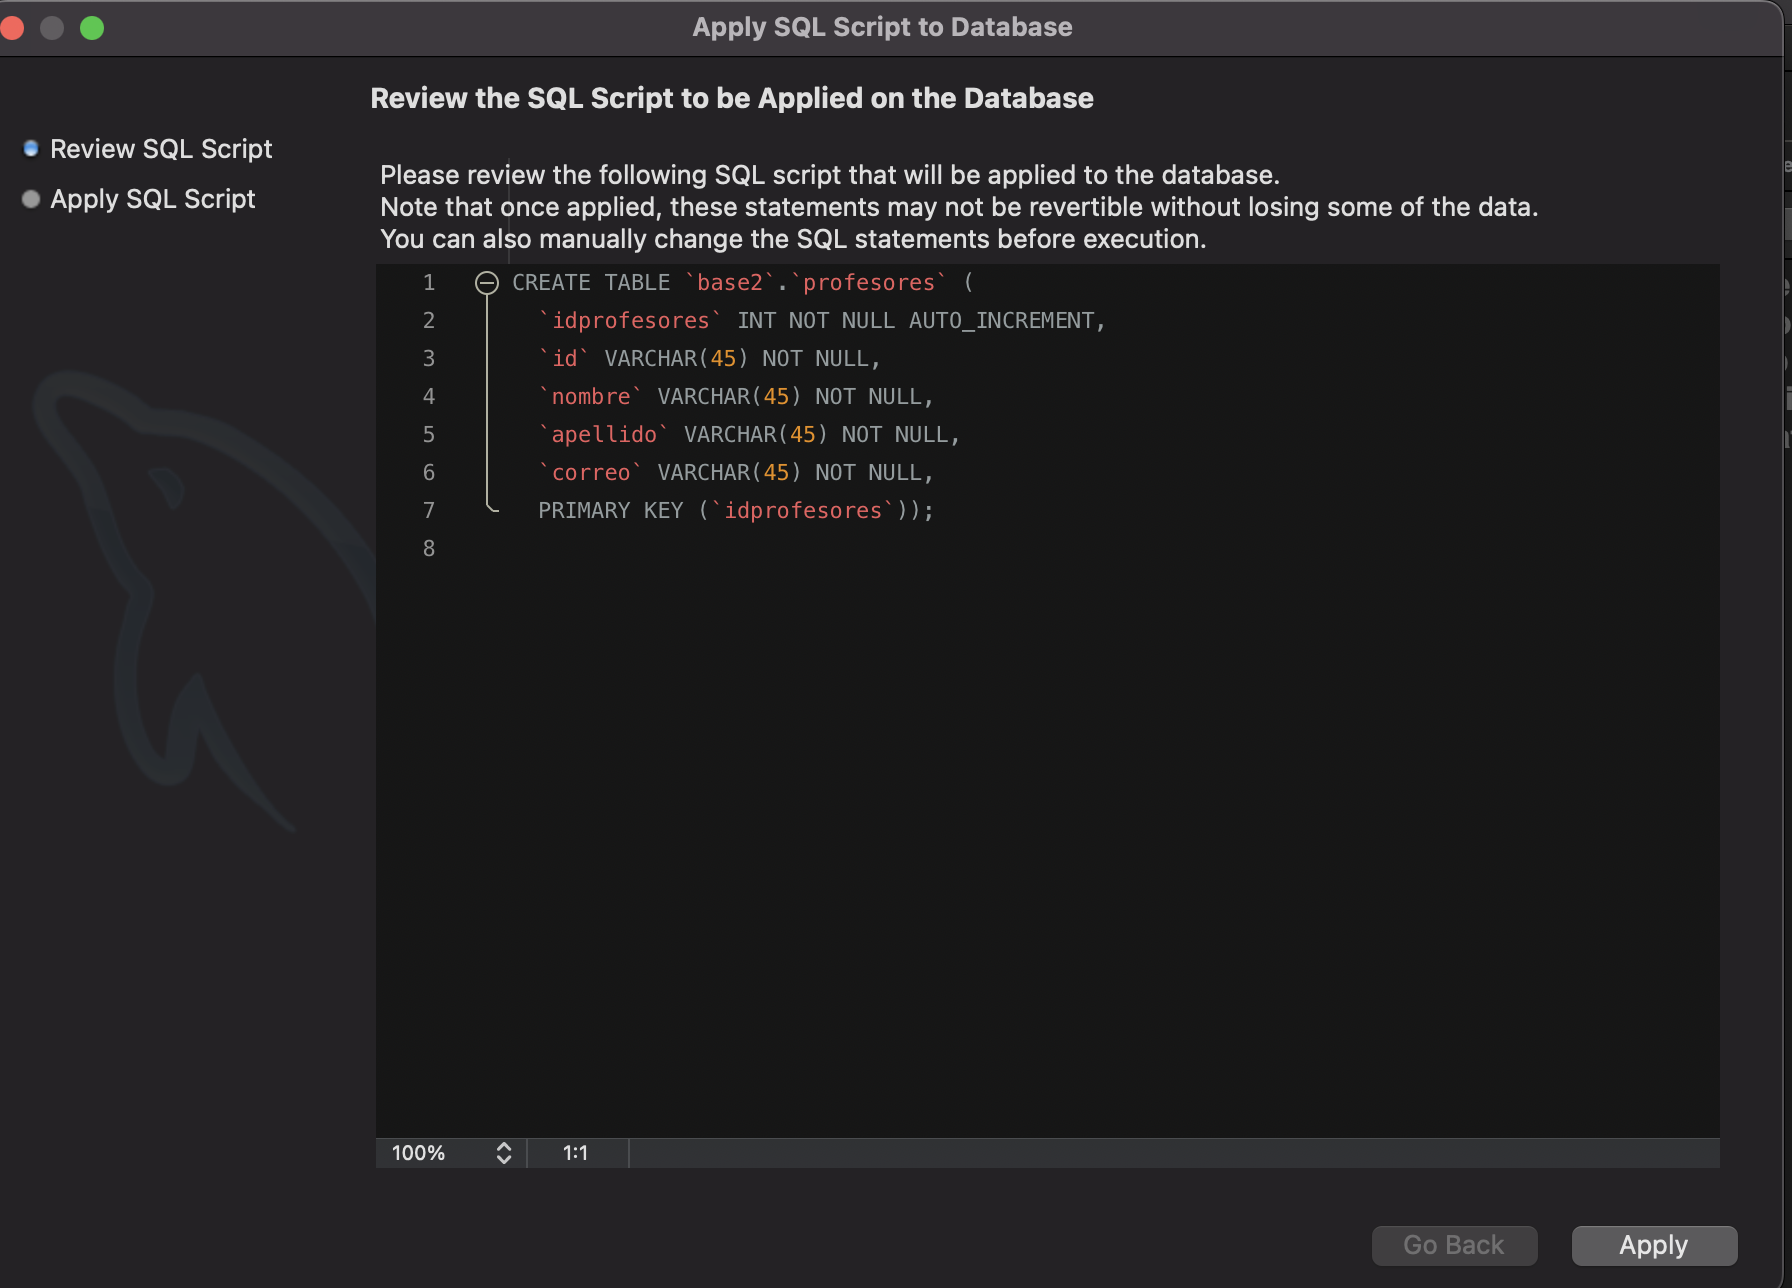 Apply SQL Script to Database
Review the SQL Script to be Applied on the Database
Review SQL Script
Apply SQL Script
Please review the following SQL script that will be applied to the database.
Note that once applied, these statements may not be revertible without losing some of the data.
You can also manually change the SQL statements before execution.
1 CREATE TABLE `base2`.`profesores` (
2 `idprofesores` INT NOT NULL AUTO_INCREMENT,
3 `id` VARCHAR(45) NOT NULL,
4 `nombre` VARCHAR(45) NOT NULL,
5 `apellido` VARCHAR(45) NOT NULL,
6 `correo` VARCHAR(45) NOT NULL,
7 PRIMARY KEY (`idprofesores`));
8
100% 1:1
Go Back Apply